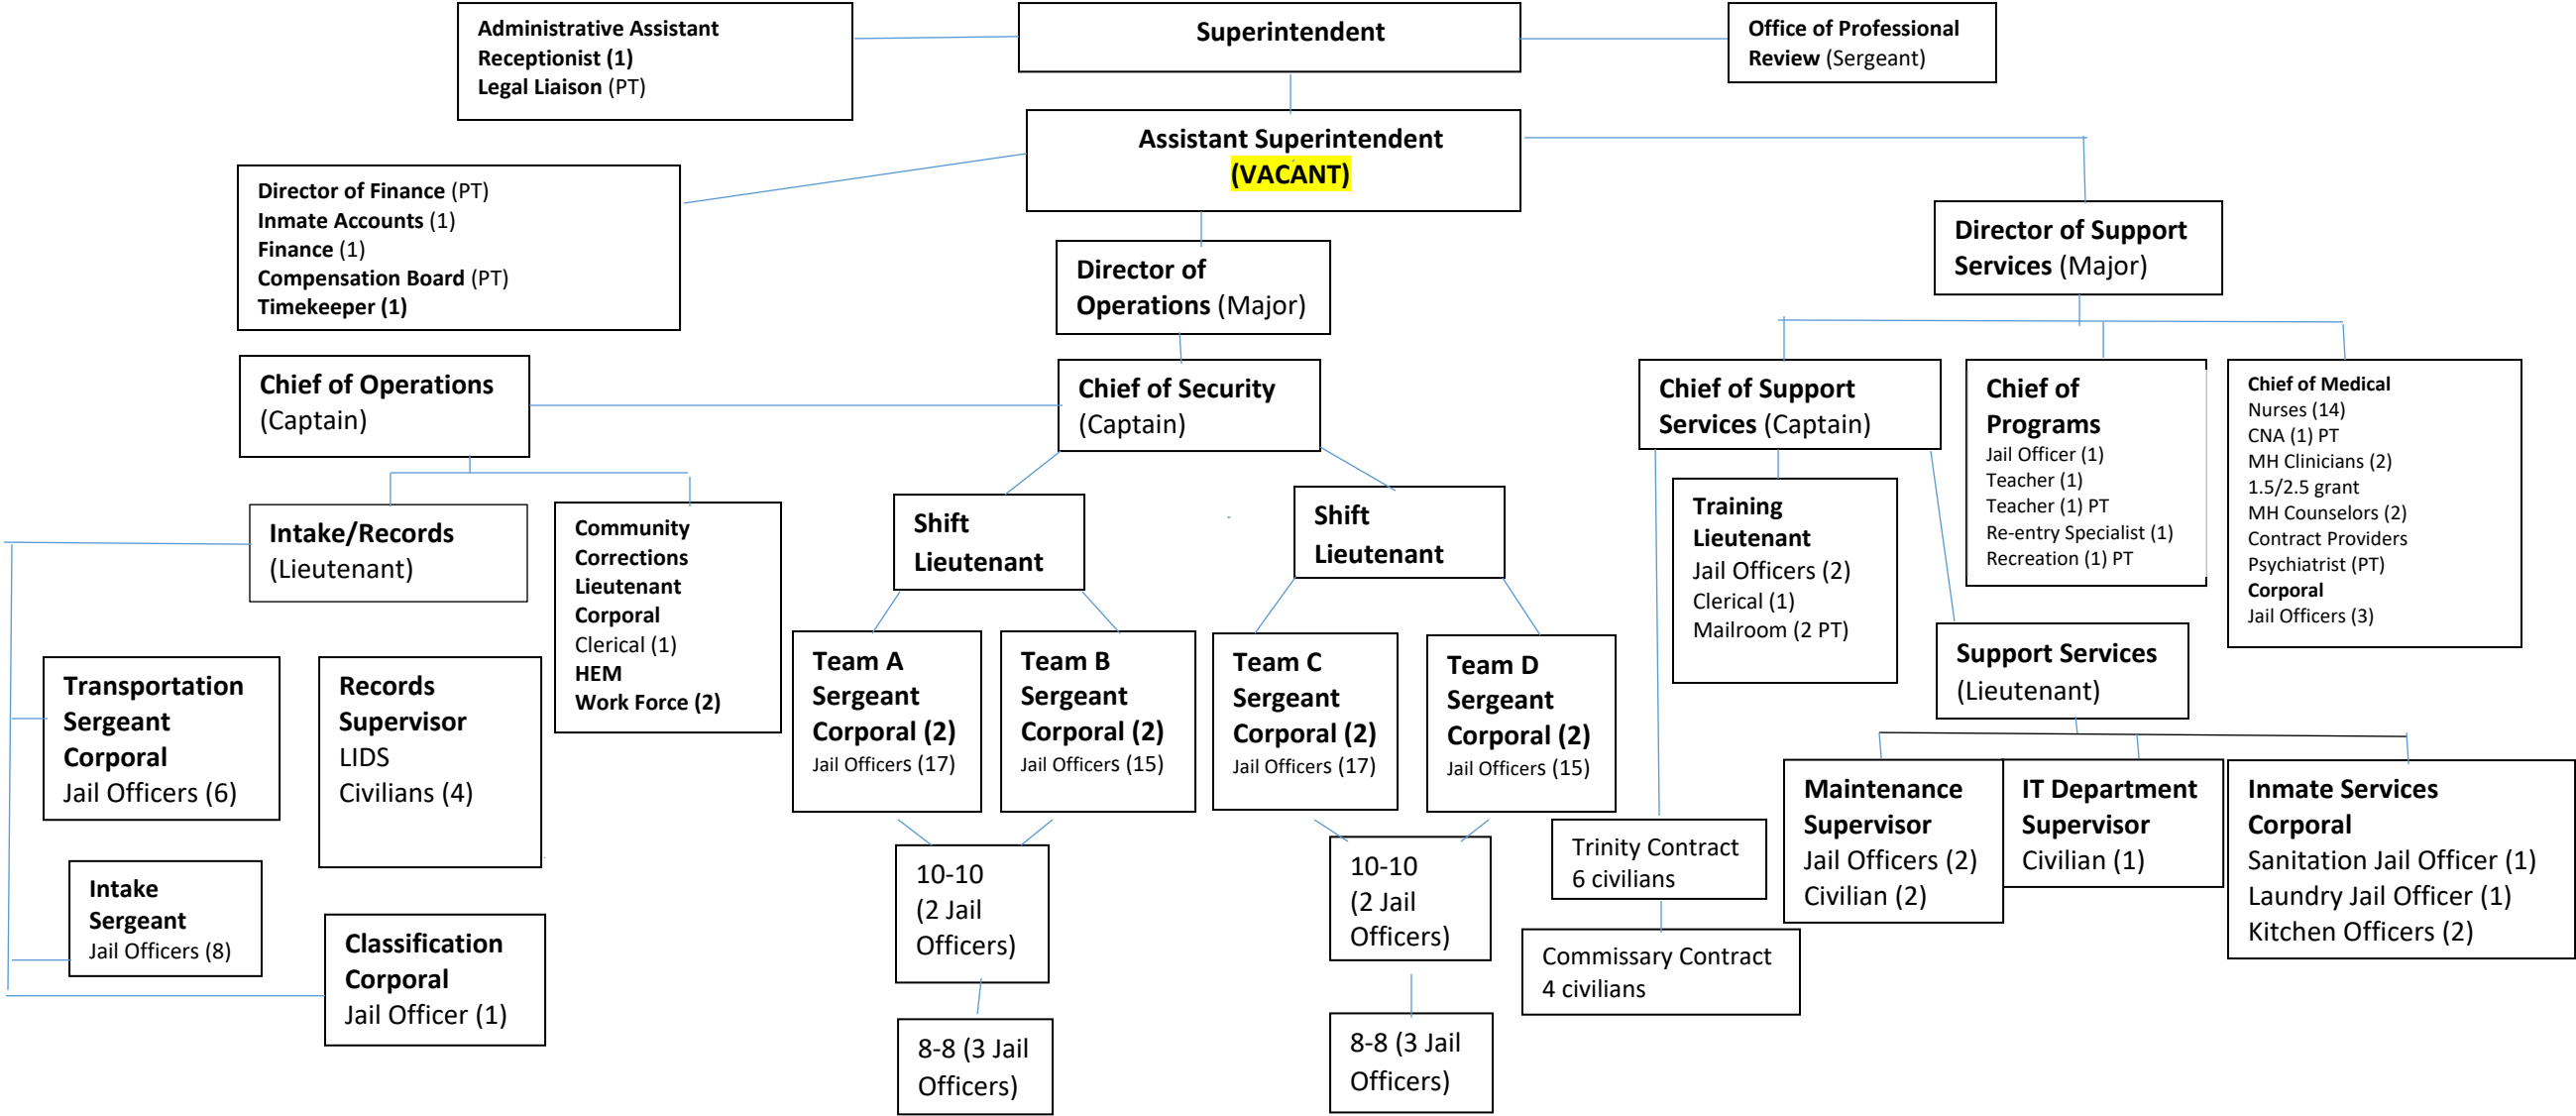 Administrative Assistant
Receptionist (1)
Legal Liaison (PT)
Superintendent
Office of Professional
Review (Sergeant)
Assistant Superintendent
(VACANT)
Director of Finance (PT)
Inmate Accounts (1)
Finance (1)
Compensation Board (PT)
Timekeeper (1)
Director of
Operations (Major)
Director of Support
Services (Major)
Chief of Operations
(Captain)
Chief of Security
(Captain)
Chief of Support
Services (Captain)
Chief of
Programs
Jail Officer (1)
Teacher (1)
Teacher (1) PT
Re-entry Specialist (1)
Recreation (1) PT
Chief of Medical
Nurses (14)
CNA (1) PT
MH Clinicians (2)
1.5/2.5 grant
MH Counselors (2)
Contract Providers
Psychiatrist (PT)
Corporal
Jail Officers (3)
Intake/Records
(Lieutenant)
Community
Corrections
Lieutenant
Corporal
Clerical (1)
HEM
Work Force (2)
Shift
Lieutenant
Shift
Lieutenant
Training
Lieutenant
Jail Officers (2)
Clerical (1)
Mailroom (2 PT)
Support Services
(Lieutenant)
Transportation
Sergeant
Corporal
Jail Officers (6)
Records
Supervisor
LIDS
Civilians (4)
Team A
Sergeant
Corporal (2)
Jail Officers (17)
Team B
Sergeant
Corporal (2)
Jail Officers (15)
Team C
Sergeant
Corporal (2)
Jail Officers (17)
Team D
Sergeant
Corporal (2)
Jail Officers (15)
Maintenance
Supervisor
Jail Officers (2)
Civilian (2)
IT Department
Supervisor
Civilian (1)
Inmate Services
Corporal
Sanitation Jail Officer (1)
Laundry Jail Officer (1)
Kitchen Officers (2)
Intake
Sergeant
Jail Officers (8)
Classification
Corporal
Jail Officer (1)
10-10
(2 Jail
Officers)
10-10
(2 Jail
Officers)
Trinity Contract
6 civilians
Commissary Contract
4 civilians
8-8 (3 Jail
Officers)
8-8 (3 Jail
Officers)